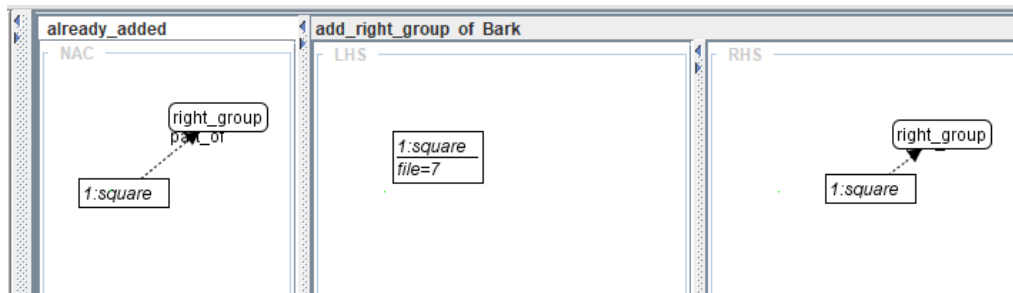 already_added
add_right_group of Bark
NAC
right_group
part_of
1:square
LHS
1:square
file=7
RHS
right_group
1:square